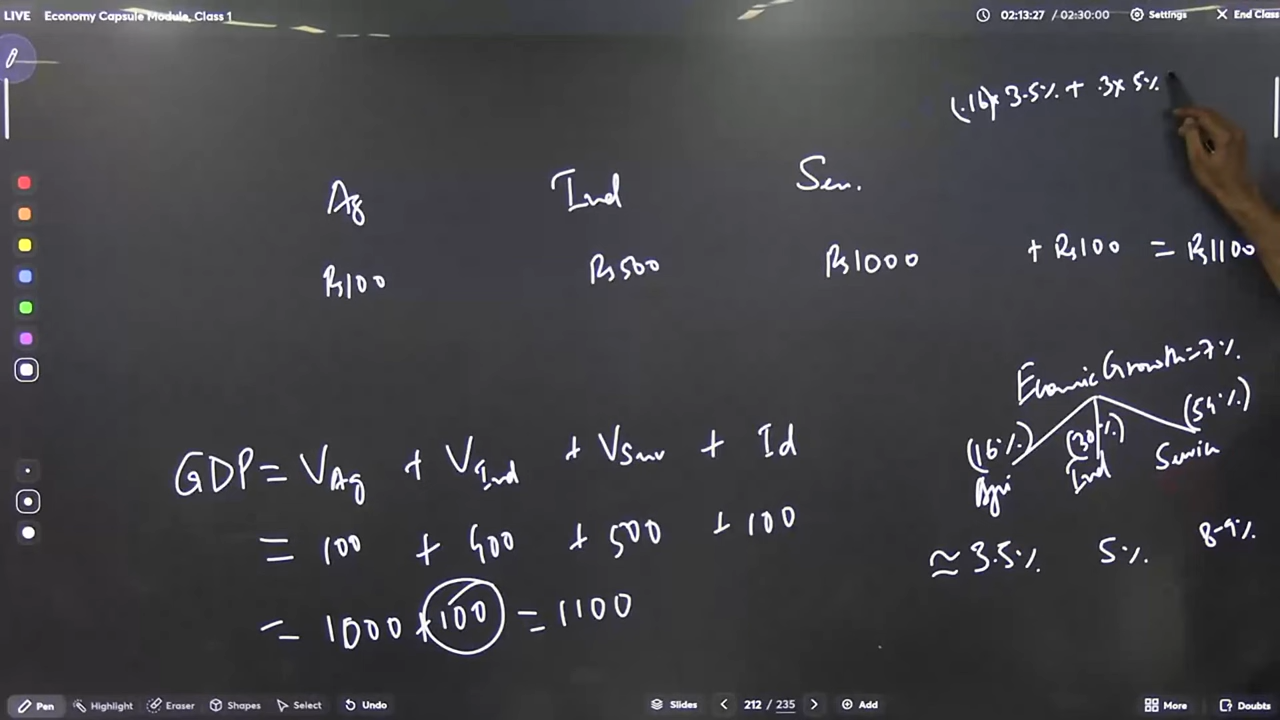 LIVE Economy Capsule Module, Class 1 02:13:27 / 02:30:00 Settings End Class
(.16)x 3.5% + .3x 5%
Ag Ind Ser.
Rs100 Rs500 Rs1000 + Rs100 = Rs1100
Economic Growth=7%
(16%) (30%) (54%)
Agri Ind Service
≈ 3.5% 5% 8-9%
GDP = VAg + VInd + VSer + Id
= 100 + 400 + 500 + 100
= 1000 + 100 = 1100
Pen Highlight Eraser Shapes Select Undo Slides 212 / 235 Add More Doubts